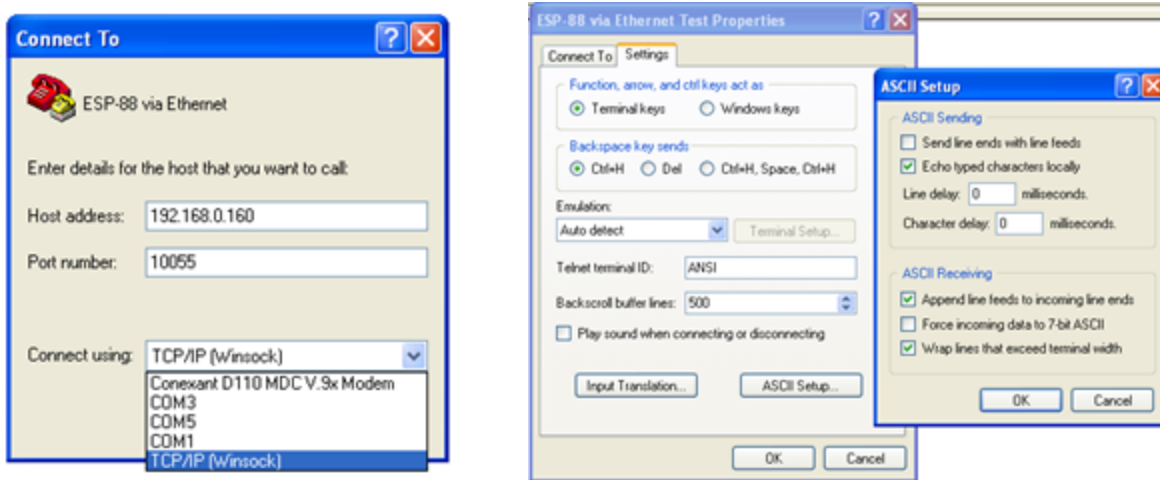 Connect To
ESP-88 via Ethernet
Enter details for the host that you want to call:
Host address: 192.168.0.160
Port number: 10055
Connect using: TCP/IP (Winsock)
Conexant D110 MDC V.9x Modem
COM3
COM5
COM1
TCP/IP (Winsock)
ESP-88 via Ethernet Test Properties
Connect To Settings
Function, arrow, and ctrl keys act as
Terminal keys Windows keys
Backspace key sends
Ctrl+H Del Ctrl+H, Space, Ctrl+H
Emulation:
Auto detect Terminal Setup...
Telnet terminal ID: ANSI
Backscroll buffer lines: 500
Play sound when connecting or disconnecting
Input Translation... ASCII Setup...
OK Cancel
ASCII Setup
ASCII Sending
Send line ends with line feeds
Echo typed characters locally
Line delay: 0 milliseconds.
Character delay: 0 milliseconds.
ASCII Receiving
Append line feeds to incoming line ends
Force incoming data to 7-bit ASCII
Wrap lines that exceed terminal width
OK Cancel